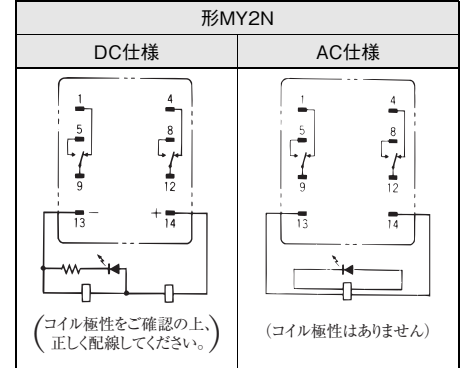 形MY2N
DC仕様
AC仕様
1 4
5 8
9 12
− +
13 14
(コイル極性をご確認の上、
正しく配線してください。)
1 4
5 8
9 12
13 14
(コイル極性はありません)